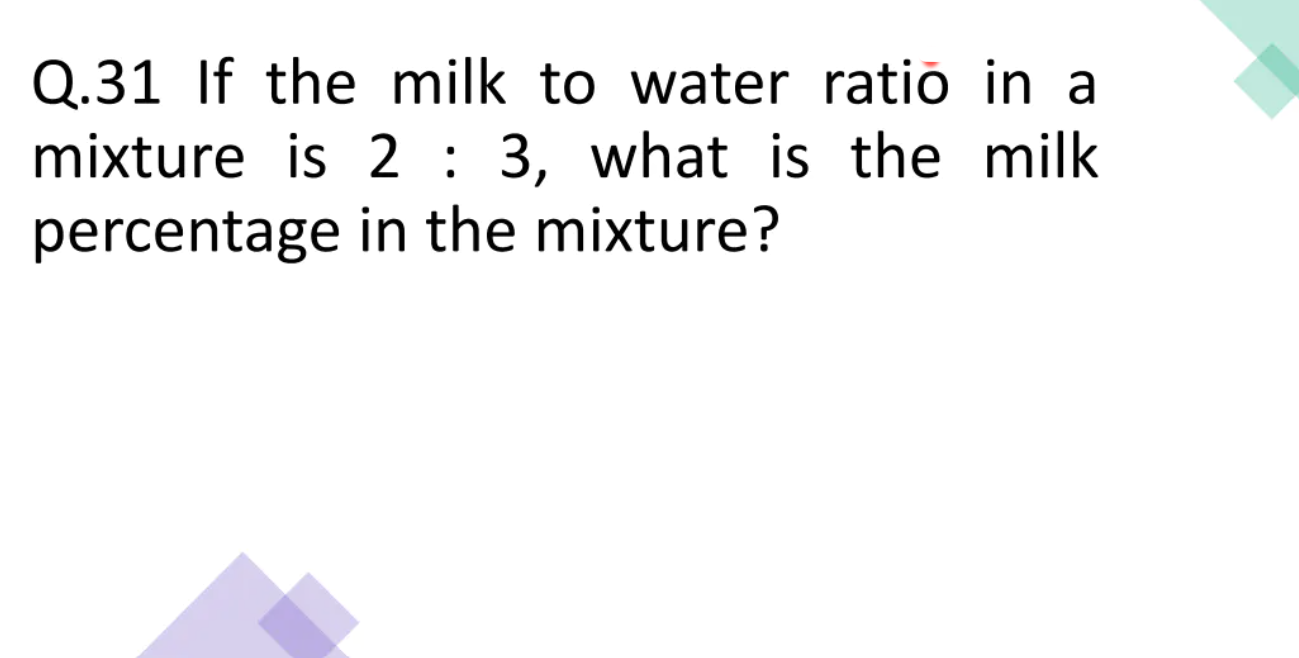 Q.31 If the milk to water ratio in a
mixture is 2 : 3, what is the milk
percentage in the mixture?